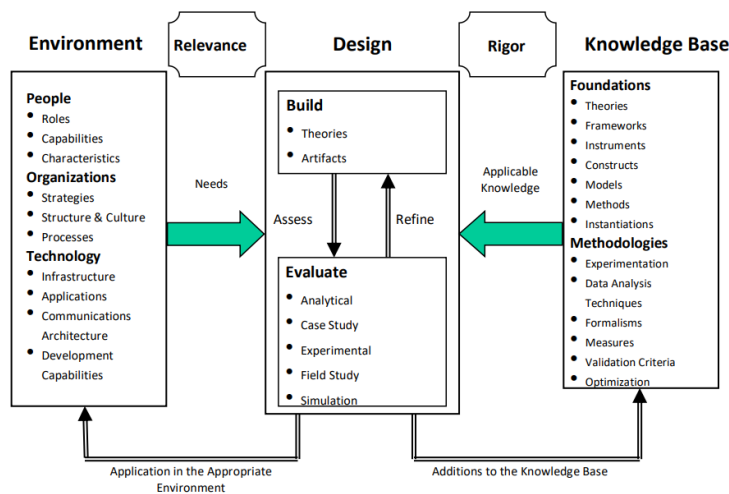 Environment
Relevance
Design
Rigor
Knowledge Base
People
Roles
Capabilities
Characteristics
Organizations
Strategies
Structure & Culture
Processes
Technology
Infrastructure
Applications
Communications
Architecture
Development
Capabilities
Needs
Build
Theories
Artifacts
Assess
Refine
Evaluate
Analytical
Case Study
Experimental
Field Study
Simulation
Applicable
Knowledge
Foundations
Theories
Frameworks
Instruments
Constructs
Models
Methods
Instantiations
Methodologies
Experimentation
Data Analysis
Techniques
Formalisms
Measures
Validation Criteria
Optimization
Application in the Appropriate
Environment
Additions to the Knowledge Base